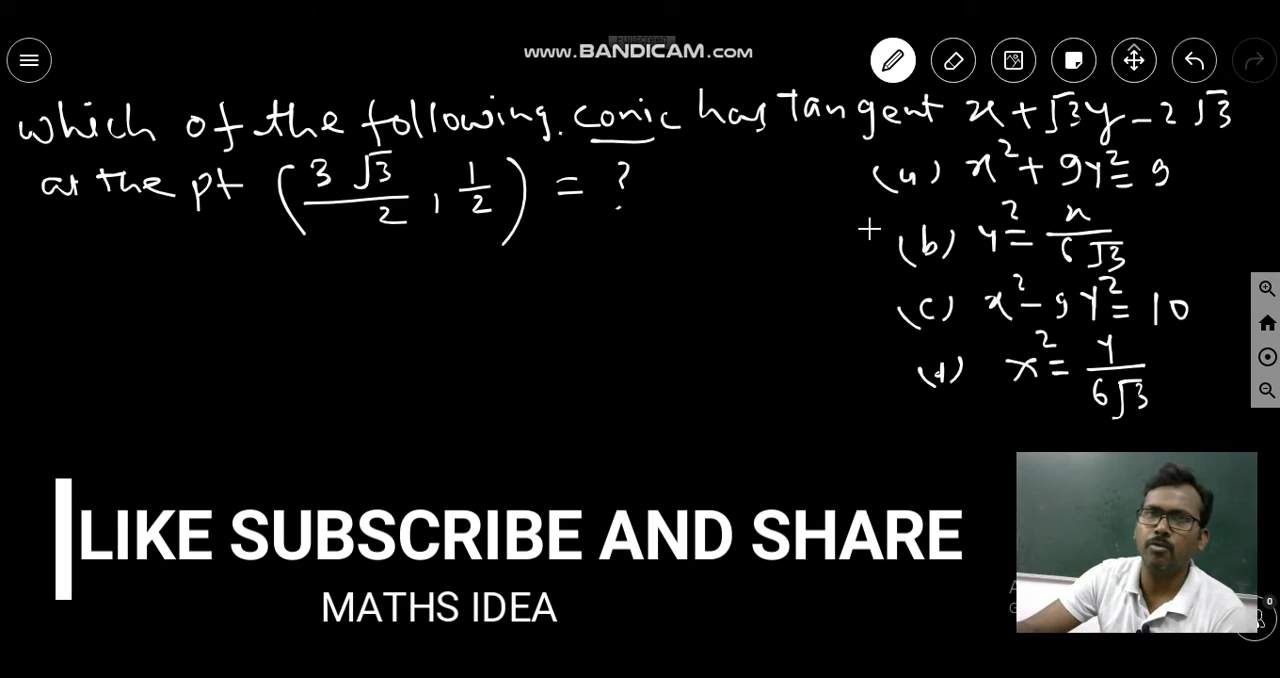 Fullscreen
www.BANDICAM.com
which of the following. conic has Tangent x+√3y-2√3
at the pt (3√3/2, 1/2) = ?
(a) x²+9y²=9
(b) y²=x/6√3
(c) x²-9y²=10
(d) x²=y/6√3
LIKE SUBSCRIBE AND SHARE
MATHS IDEA
0